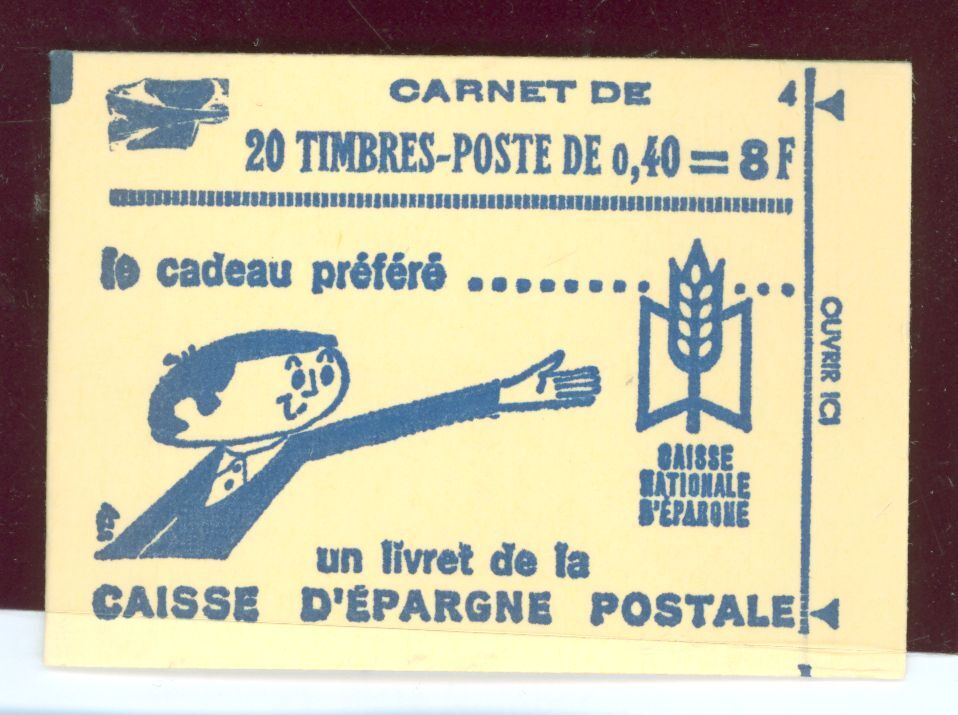 CARNET DE 4
20 TIMBRES-POSTE DE 0,40 = 8 F
le cadeau préféré ............
CAISSE
NATIONALE
D'ÉPARGNE
un livret de la
CAISSE D'ÉPARGNE POSTALE
OUVRIR ICI